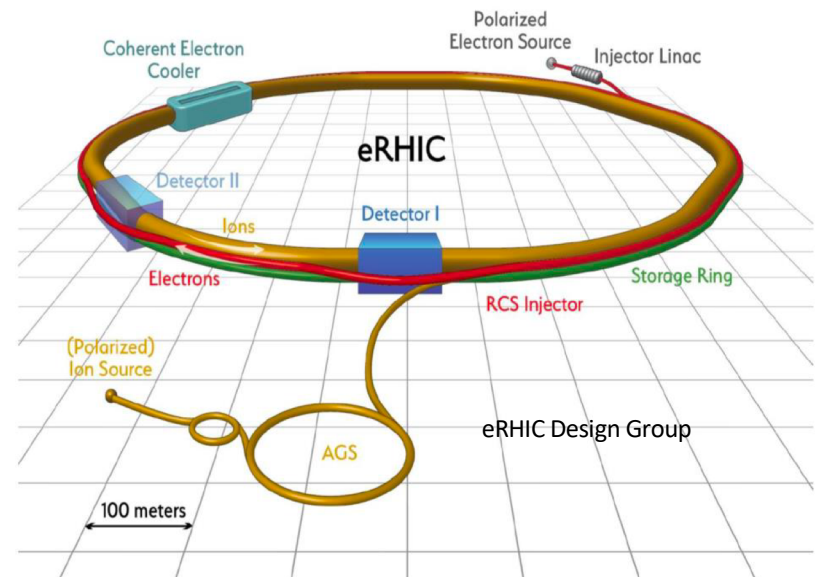 Polarized
Electron Source
Injector Linac
Coherent Electron
Cooler
eRHIC
Detector II
Detector I
Ions
Electrons
Storage Ring
RCS Injector
(Polarized)
Ion Source
eRHIC Design Group
AGS
100 meters